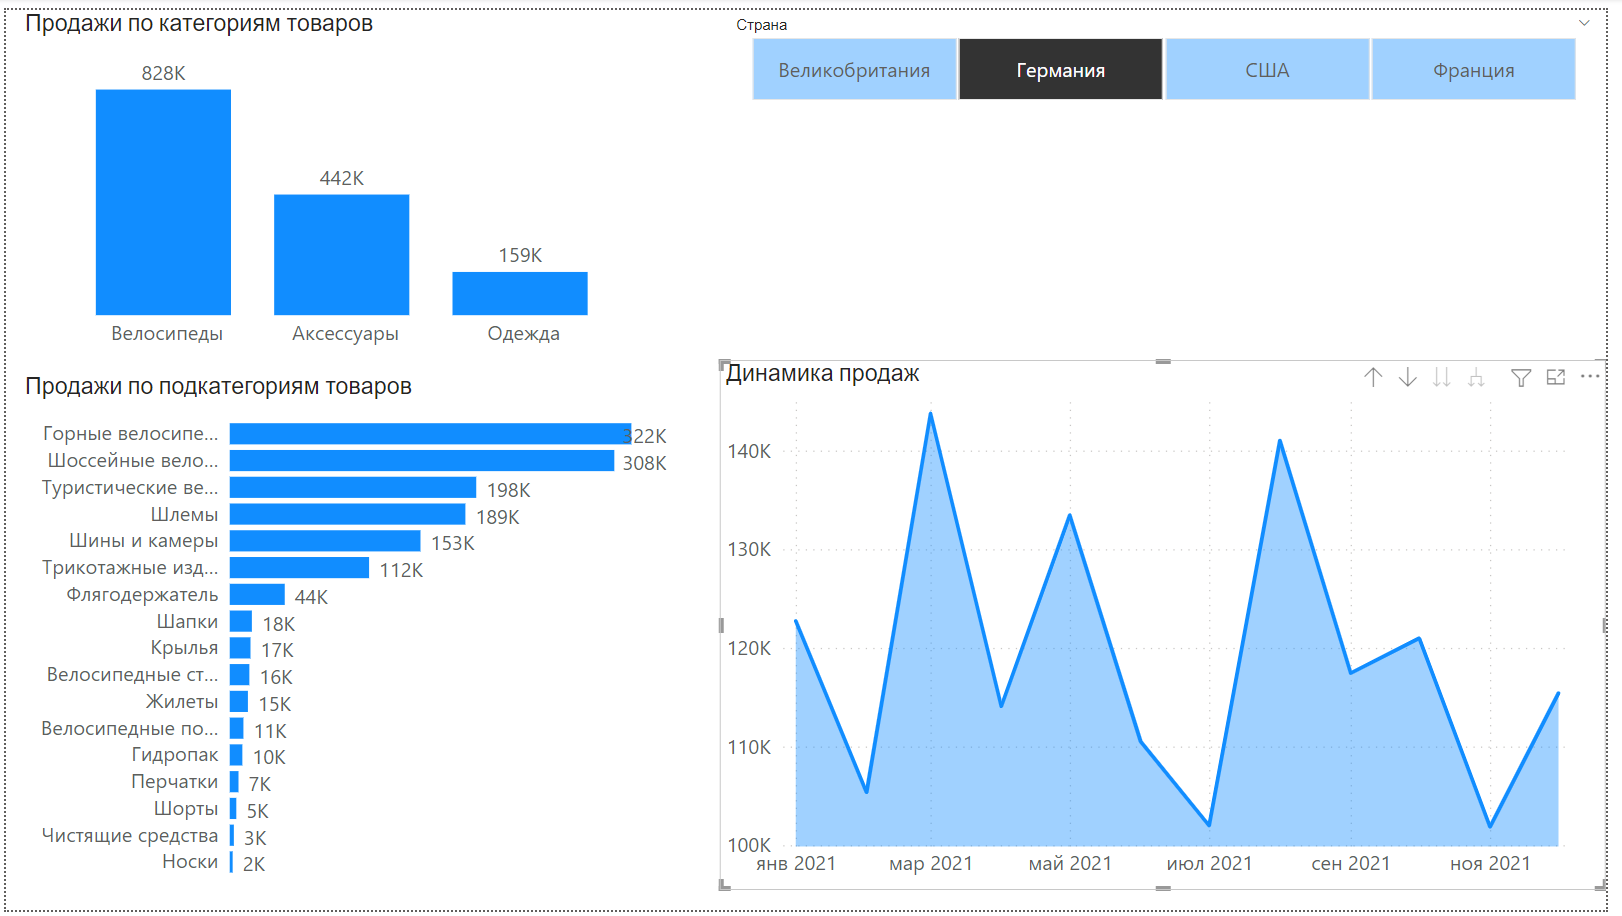 Продажи по категориям товаров
828K
442K
159K
Велосипеды
Аксессуары
Одежда
Страна
Великобритания
Германия
США
Франция
Продажи по подкатегориям товаров
Горные велосипе... 322K
Шоссейные вело... 308K
Туристические ве... 198K
Шлемы 189K
Шины и камеры 153K
Трикотажные изд... 112K
Флягодержатель 44K
Шапки 18K
Крылья 17K
Велосипедные ст... 16K
Жилеты 15K
Велосипедные по... 11K
Гидропак 10K
Перчатки 7K
Шорты 5K
Чистящие средства 3K
Носки 2K
Динамика продаж
140K
130K
120K
110K
100K
янв 2021
мар 2021
май 2021
июл 2021
сен 2021
ноя 2021